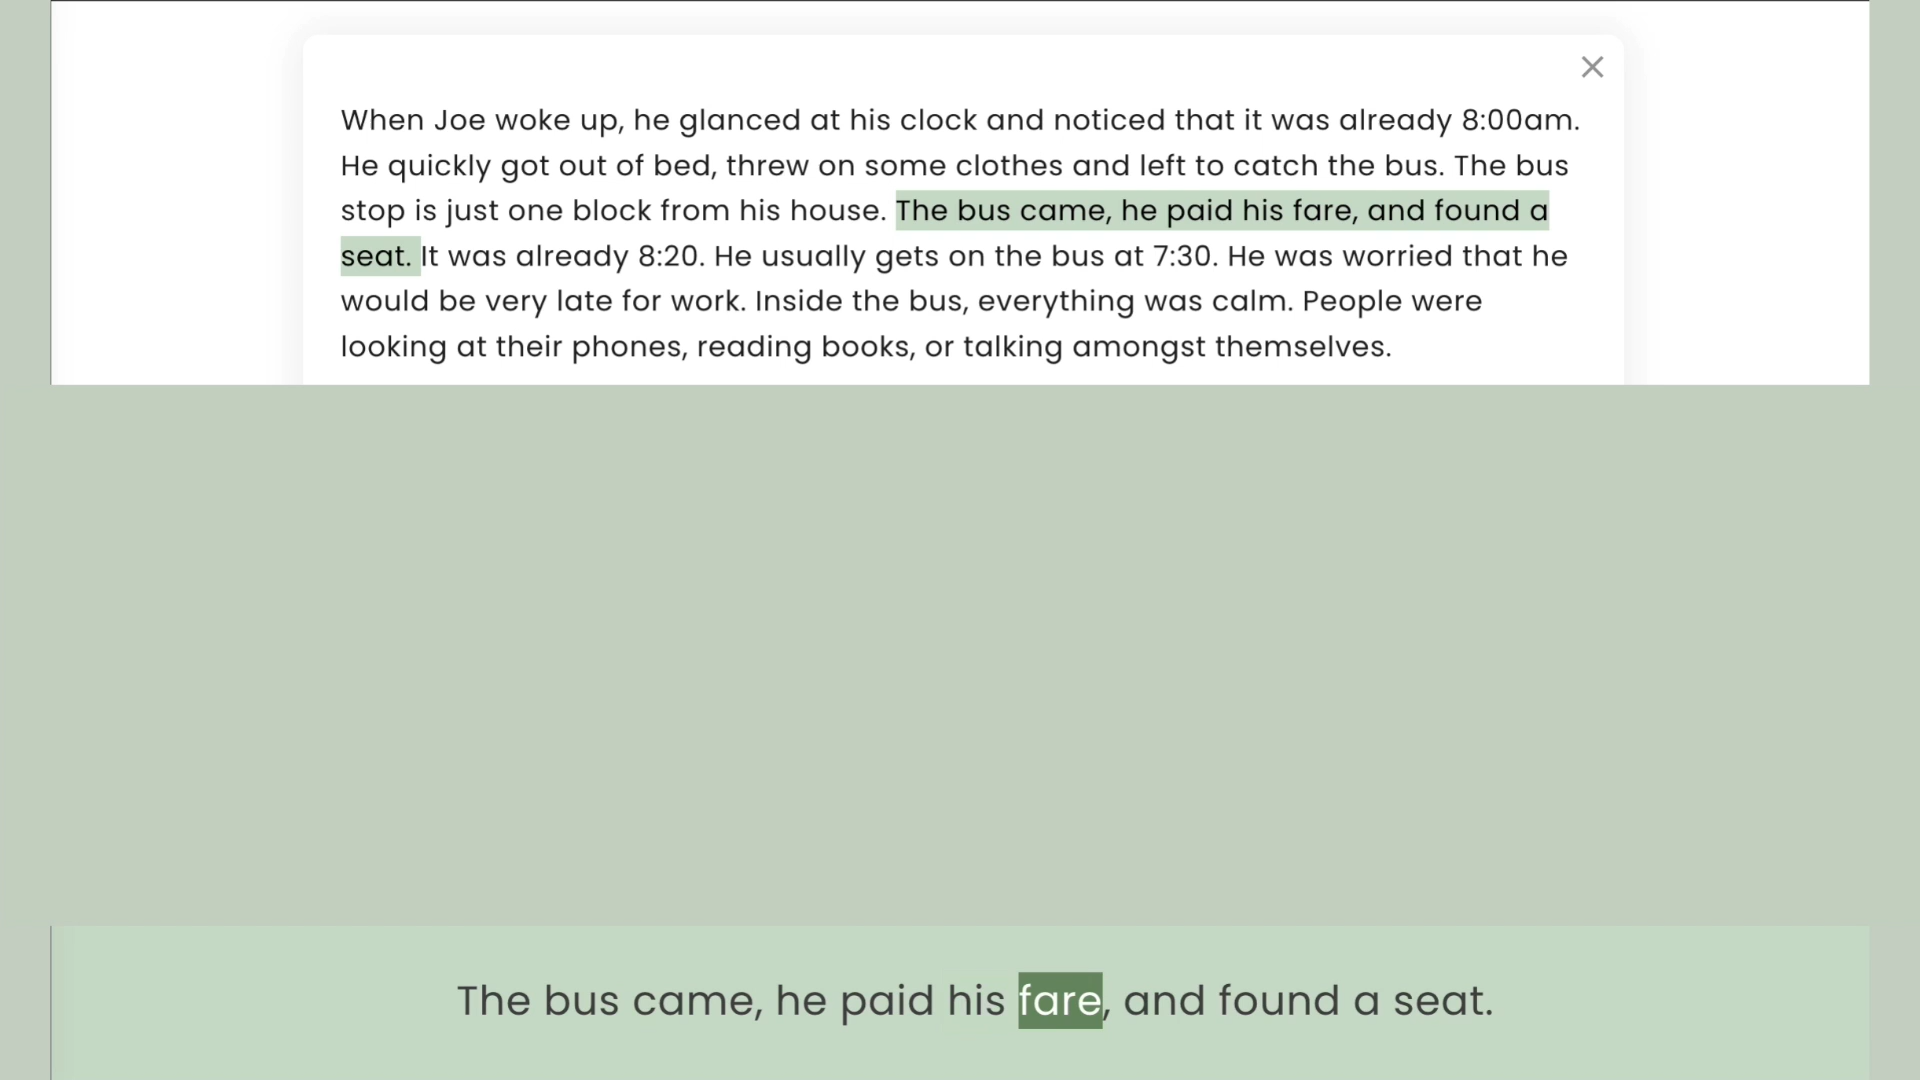 When Joe woke up, he glanced at his clock and noticed that it was already 8:00am.
He quickly got out of bed, threw on some clothes and left to catch the bus. The bus
stop is just one block from his house. The bus came, he paid his fare, and found a
seat. It was already 8:20. He usually gets on the bus at 7:30. He was worried that he
would be very late for work. Inside the bus, everything was calm. People were
looking at their phones, reading books, or talking amongst themselves.
The bus came, he paid his fare, and found a seat.